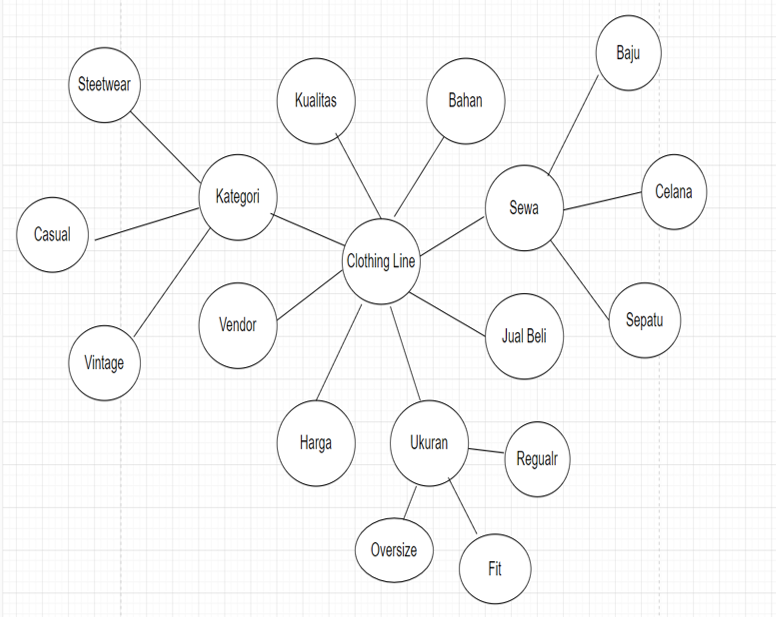 Baju
Steetwear
Kualitas
Bahan
Kategori
Sewa
Celana
Casual
Clothing Line
Vendor
Jual Beli
Sepatu
Vintage
Harga
Ukuran
Regualr
Oversize
Fit